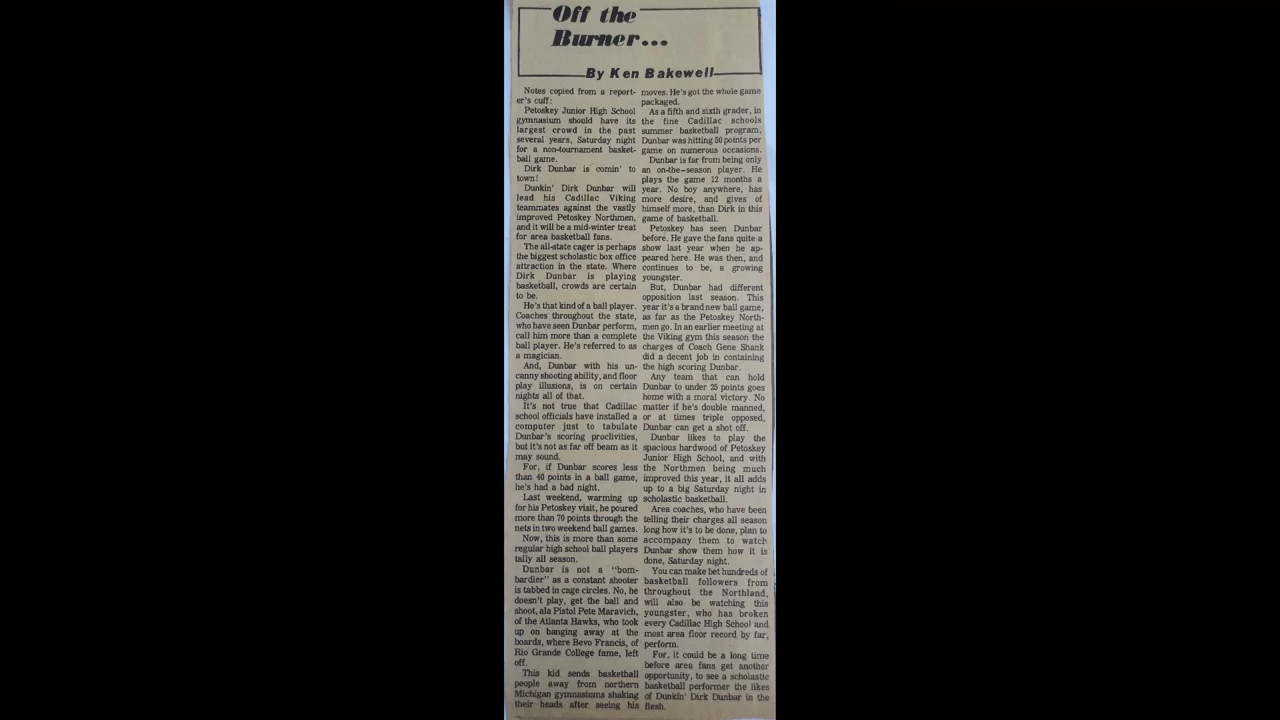 Off the
Burner...
By Ken Bakewell
Notes copied from a report-
er's cuff:
Petoskey Junior High School
gymnasium should have its
largest crowd in the past
several years, Saturday night
for a non-tournament basket-
ball game.
Dirk Dunbar is comin' to
town!
Dunkin' Dirk Dunbar will
lead his Cadillac Viking
teammates against the vastly
improved Petoskey Northmen,
and it will be a mid-winter treat
for area basketball fans.
The all-state cager is perhaps
the biggest scholastic box office
attraction in the state. Where
Dirk Dunbar is playing
basketball, crowds are certain
to be.
He's that kind of a ball player.
Coaches throughout the state,
who have seen Dunbar perform,
call him more than a complete
ball player. He's referred to as
a magician.
And, Dunbar with his un-
canny shooting ability, and floor
play illusions, is on certain
nights all of that.
It's not true that Cadillac
school officials have installed a
computer just to tabulate
Dunbar's scoring proclivities,
but it's not as far off beam as it
may sound.
For, if Dunbar scores less
than 40 points in a ball game,
he's had a bad night.
Last weekend, warming up
for his Petoskey visit, he poured
more than 70 points through the
nets in two weekend ball games.
Now, this is more than some
regular high school ball players
tally all season.
Dunbar is not a "bom-
bardier" as a constant shooter
is tabbed in cage circles. No, he
doesn't play, get the ball and
shoot, ala Pistol Pete Maravich,
of the Atlanta Hawks, who took
up on banging away at the
boards, where Bevo Francis, of
Rio Grande College fame, left
off.
This kid sends basketball
people away from northern
Michigan gymnasiums shaking
their heads after seeing his
moves. He's got the whole game
packaged.
As a fifth and sixth grader, in
the fine Cadillac schools
summer basketball program,
Dunbar was hitting 50 points per
game on numerous occasions.
Dunbar is far from being only
an on-the-season player. He
plays the game 12 months a
year. No boy anywhere, has
more desire, and gives of
himself more, than Dirk in this
game of basketball.
Petoskey has seen Dunbar
before. He gave the fans quite a
show last year when he ap-
peared here. He was then, and
continues to be, a growing
youngster.
But, Dunbar had different
opposition last season. This
year it's a brand new ball game,
as far as the Petoskey North-
men go. In an earlier meeting at
the Viking gym this season the
charges of Coach Gene Shank
did a decent job in containing
the high scoring Dunbar.
Any team that can hold
Dunbar to under 25 points goes
home with a moral victory. No
matter if he's double manned,
or at times triple opposed,
Dunbar can get a shot off.
Dunbar likes to play the
spacious hardwood of Petoskey
Junior High School, and with
the Northmen being much
improved this year, it all adds
up to a big Saturday night in
scholastic basketball.
Area coaches, who have been
telling their charges all season
long how it's to be done, plan to
accompany them to watch
Dunbar show them how it is
done, Saturday night.
You can make bet hundreds of
basketball followers from
throughout the Northland,
will also be watching this
youngster, who has broken
every Cadillac High School and
most area floor record by far,
perform.
For, it could be a long time
before area fans get another
opportunity, to see a scholastic
basketball performer the likes
of Dunkin' Dirk Dunbar in the
flesh.